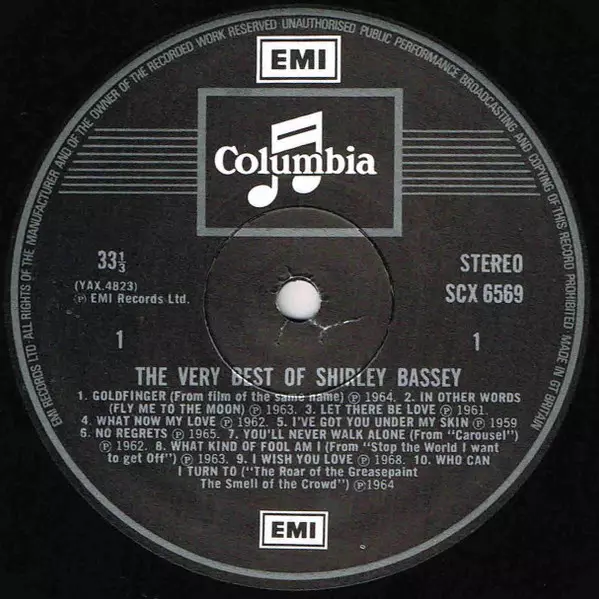 EMI RECORDS LTD · ALL RIGHTS OF THE MANUFACTURER AND OF THE OWNER OF THE RECORDED WORK RESERVED UNAUTHORISED PUBLIC PERFORMANCE BROADCASTING AND COPYING OF THIS RECORD PROHIBITED MADE IN GT BRITAIN
EMI
Columbia
33⅓
STEREO
(YAX.4823)
SCX 6569
Ⓟ EMI Records Ltd.
1
1
THE VERY BEST OF SHIRLEY BASSEY
1. GOLDFINGER (From film of the same name) Ⓟ 1964. 2. IN OTHER WORDS
(FLY ME TO THE MOON) Ⓟ 1963. 3. LET THERE BE LOVE Ⓟ 1961.
4. WHAT NOW MY LOVE Ⓟ 1962. 5. I'VE GOT YOU UNDER MY SKIN Ⓟ 1959
6. NO REGRETS Ⓟ 1965. 7. YOU'LL NEVER WALK ALONE (From "Carousel")
Ⓟ 1962. 8. WHAT KIND OF FOOL AM I (From "Stop the World I want
to get Off") Ⓟ 1963. 9. I WISH YOU LOVE Ⓟ 1968. 10. WHO CAN
I TURN TO ("The Roar of the Greasepaint
The Smell of the Crowd") Ⓟ 1964
EMI